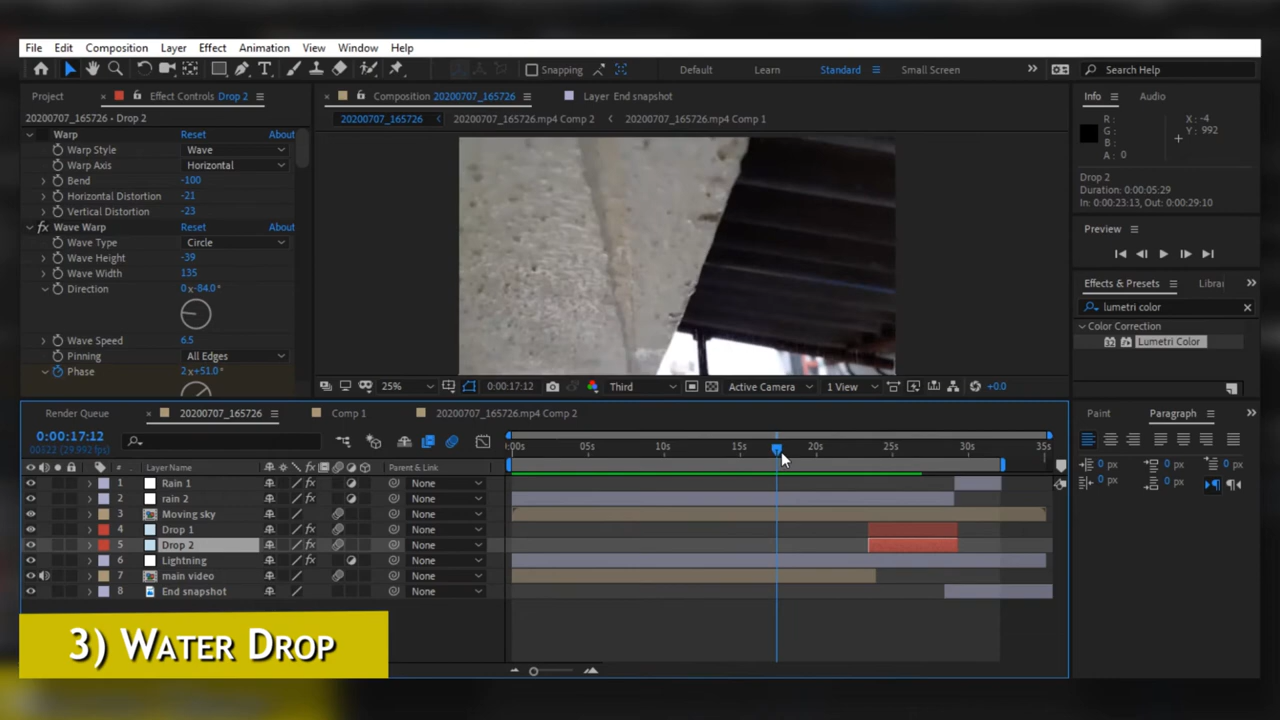 File Edit Composition Layer Effect Animation View Window Help
Snapping Default Learn Standard Small Screen Search Help
Project Effect Controls Drop 2
20200707_165726 • Drop 2
Warp Reset About
Warp Style Wave
Warp Axis Horizontal
Bend -100
Horizontal Distortion -21
Vertical Distortion -23
fx Wave Warp Reset About
Wave Type Circle
Wave Height -39
Wave Width 135
Direction 0x-84.0°
Wave Speed 6.5
Pinning All Edges
Phase 2x+51.0°
Composition 20200707_165726 Layer End snapshot
20200707_165726 20200707_165726.mp4 Comp 2 20200707_165726.mp4 Comp 1
25% 0:00:17:12 Third Active Camera 1 View +0.0
Info Audio
R : X : -4
G : Y : 992
B :
A : 0
Drop 2
Duration: 0:00:05:29
In: 0:00:23:13, Out: 0:00:29:10
Preview
Effects & Presets Librai
lumetri color
Color Correction
Lumetri Color
Render Queue 20200707_165726 Comp 1 20200707_165726.mp4 Comp 2
0:00:17:12
00522 (29.992 fps)
:00s 05s 10s 15s 20s 25s 30s 35s
# Layer Name Parent & Link
1 Rain 1 None
2 rain 2 None
3 Moving sky None
4 Drop 1 None
5 Drop 2 None
6 Lightning None
7 main video None
8 End snapshot None
Paint Paragraph
0 px 0 px
0 px 0 px
3) Water Drop